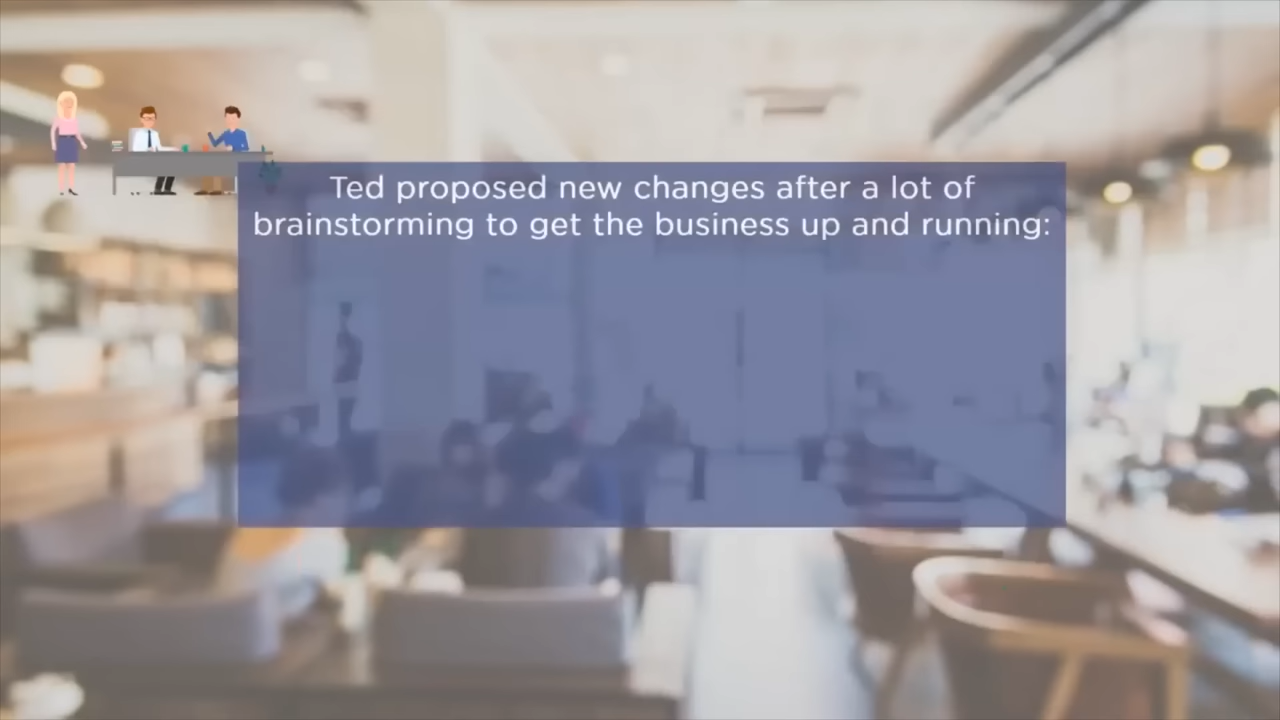 Ted proposed new changes after a lot of
brainstorming to get the business up and running: